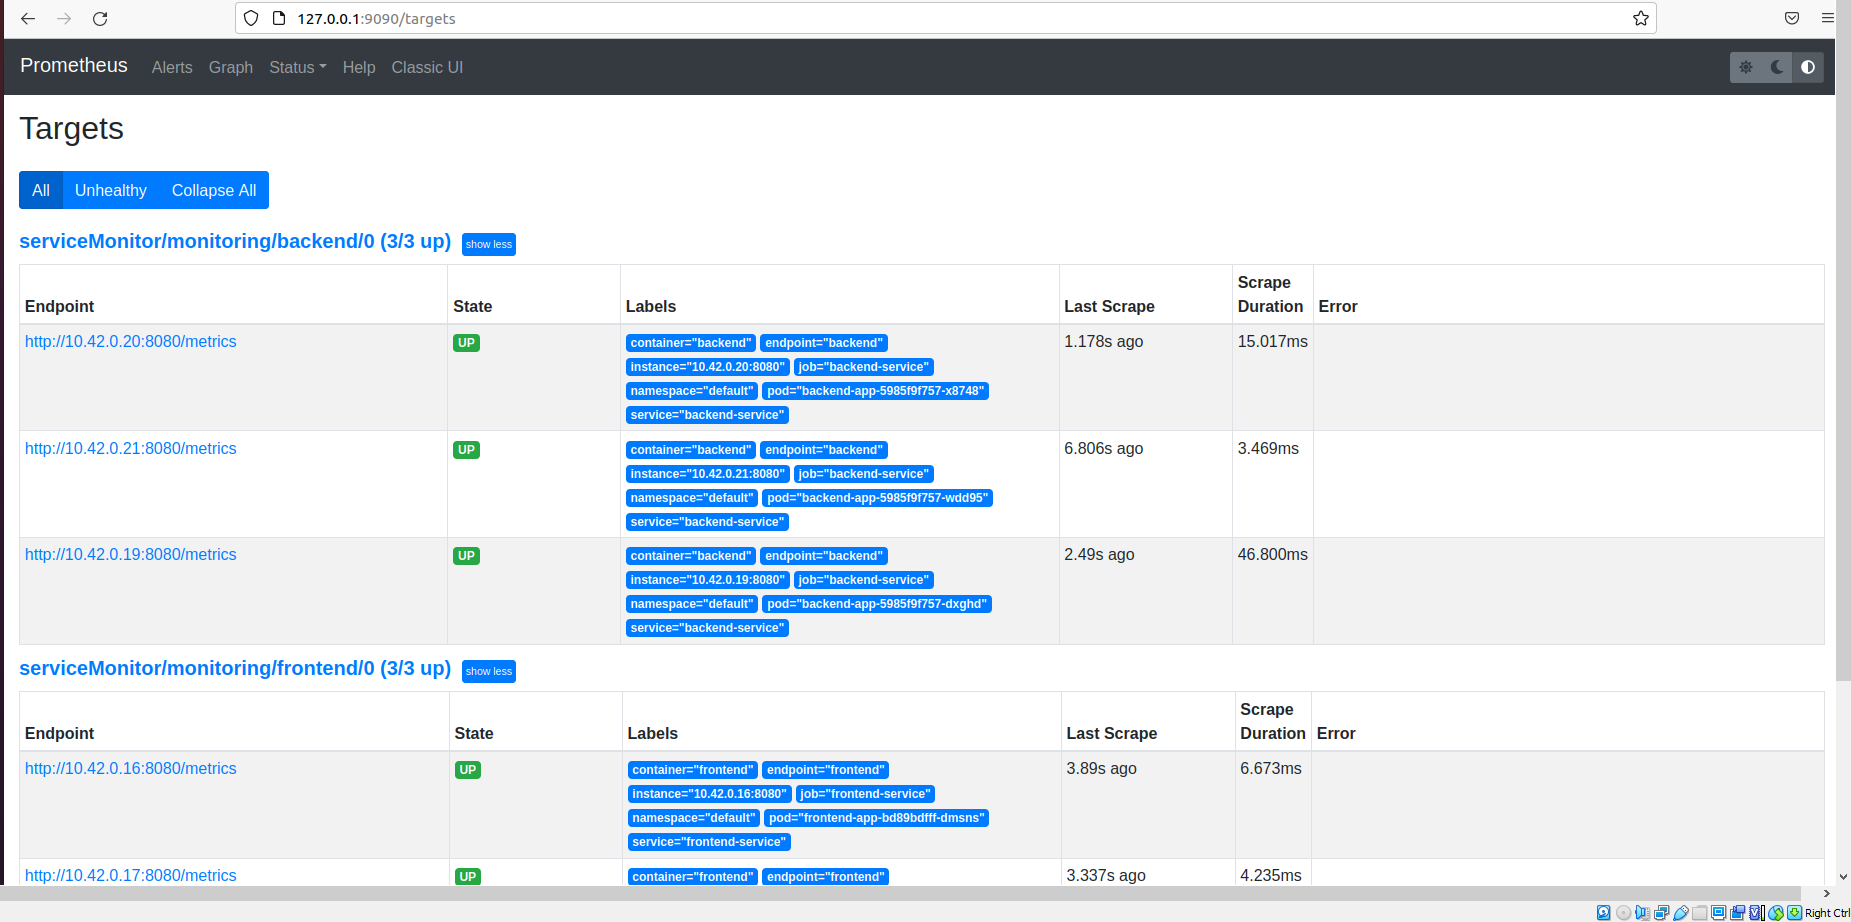 127.0.0.1:9090/targets
Prometheus Alerts Graph Status Help Classic UI
Targets
All Unhealthy Collapse All
serviceMonitor/monitoring/backend/0 (3/3 up) show less
Endpoint State Labels Last Scrape Scrape Duration Error
http://10.42.0.20:8080/metrics UP container="backend" endpoint="backend" 1.178s ago 15.017ms
instance="10.42.0.20:8080" job="backend-service"
namespace="default" pod="backend-app-5985f9f757-x8748"
service="backend-service"
http://10.42.0.21:8080/metrics UP container="backend" endpoint="backend" 6.806s ago 3.469ms
instance="10.42.0.21:8080" job="backend-service"
namespace="default" pod="backend-app-5985f9f757-wdd95"
service="backend-service"
http://10.42.0.19:8080/metrics UP container="backend" endpoint="backend" 2.49s ago 46.800ms
instance="10.42.0.19:8080" job="backend-service"
namespace="default" pod="backend-app-5985f9f757-dxghd"
service="backend-service"
serviceMonitor/monitoring/frontend/0 (3/3 up) show less
Endpoint State Labels Last Scrape Scrape Duration Error
http://10.42.0.16:8080/metrics UP container="frontend" endpoint="frontend" 3.89s ago 6.673ms
instance="10.42.0.16:8080" job="frontend-service"
namespace="default" pod="frontend-app-bd89bdfff-dmsns"
service="frontend-service"
http://10.42.0.17:8080/metrics UP container="frontend" endpoint="frontend" 3.337s ago 4.235ms
Right Ctrl